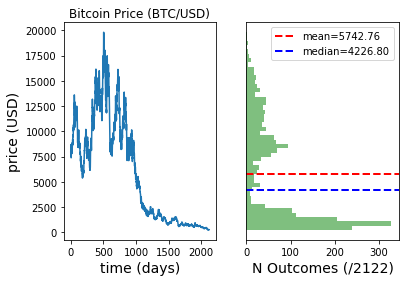 Bitcoin Price (BTC/USD)
price (USD)
20000
17500
15000
12500
10000
7500
5000
2500
0
0 500 1000 1500 2000
time (days)
mean=5742.76
median=4226.80
0 100 200 300
N Outcomes (/2122)